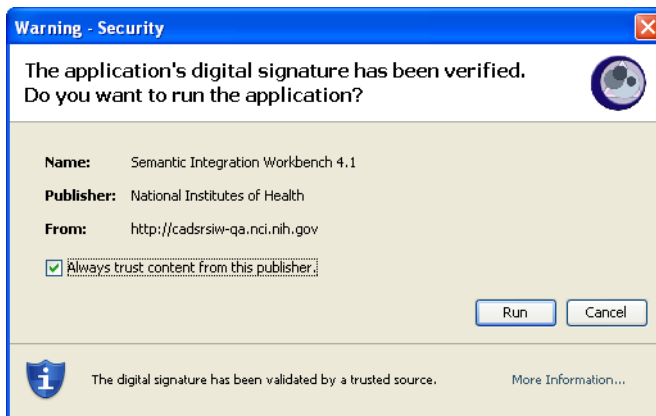 Warning - Security
The application's digital signature has been verified.
Do you want to run the application?
Name: Semantic Integration Workbench 4.1
Publisher: National Institutes of Health
From: http://cadsrsiw-qa.nci.nih.gov
Always trust content from this publisher.
Run Cancel
The digital signature has been validated by a trusted source. More Information...